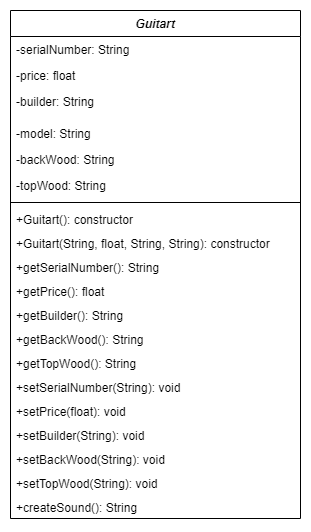 Guitart
-serialNumber: String
-price: float
-builder: String
-model: String
-backWood: String
-topWood: String
+Guitart(): constructor
+Guitart(String, float, String, String): constructor
+getSerialNumber(): String
+getPrice(): float
+getBuilder(): String
+getBackWood(): String
+getTopWood(): String
+setSerialNumber(String): void
+setPrice(float): void
+setBuilder(String): void
+setBackWood(String): void
+setTopWood(String): void
+createSound(): String